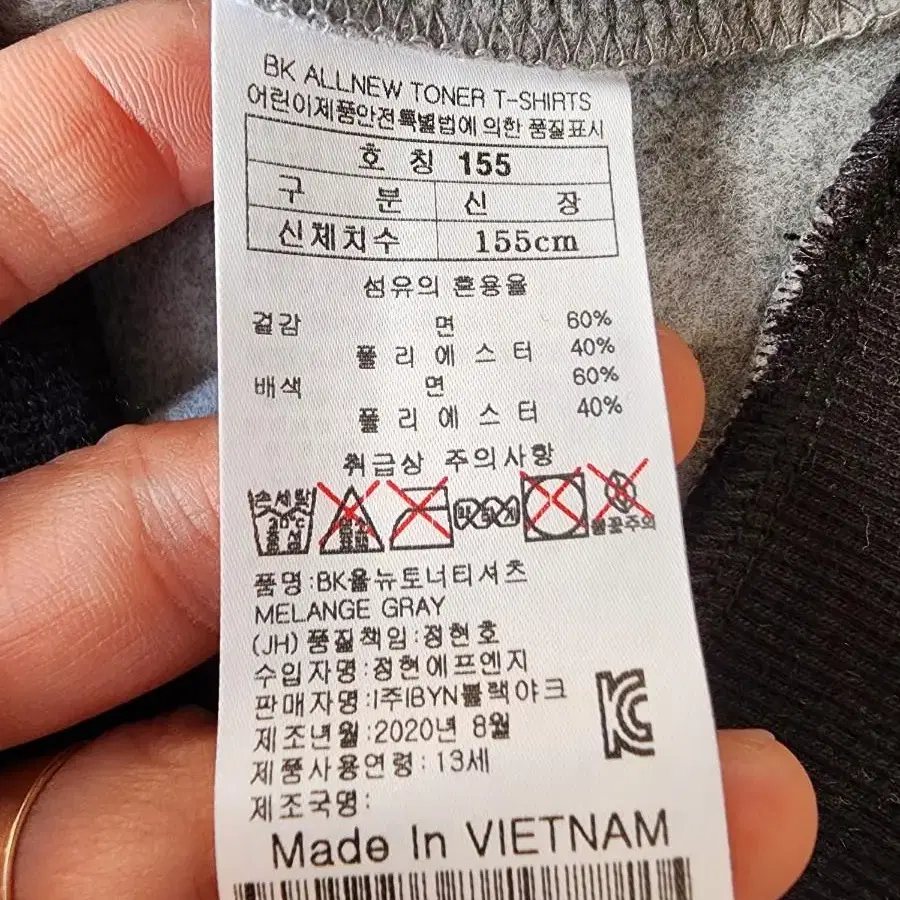 BK ALLNEW TONER T-SHIRTS
어린이제품안전특별법에 의한 품질표시
호 칭 155
구 분 신 장
신체치수 155cm
섬유의 혼용율
겉감 면 60%
폴 리 에 스 터 40%
배색 면 60%
폴 리 에 스 터 40%
취급상 주의사항
손세탁
30℃
중성
염소
표백
불꽃주의
품명:BK올뉴토너티셔츠
MELANGE GRAY
(JH) 품질책임:정현호
수입자명:정현에프엔지
판매자명:(주)BYN블랙야크
제조년월:2020년 8월
제품사용연령:13세
제조국명:
Made In VIETNAM